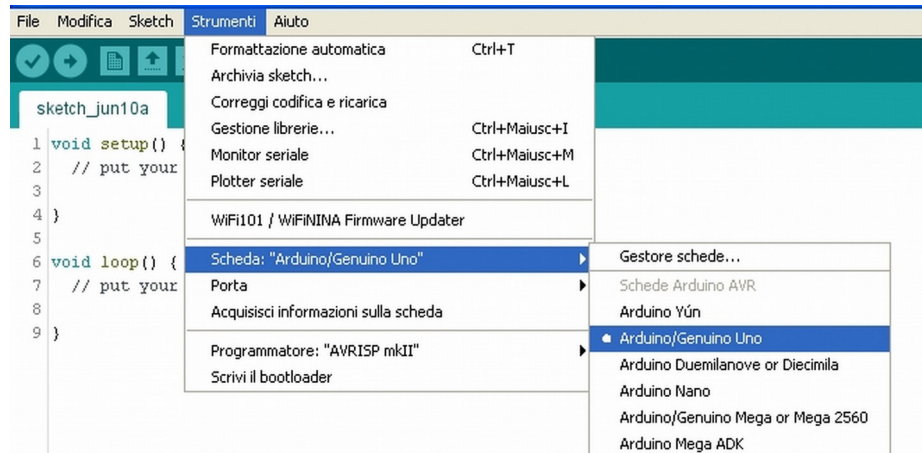 File Modifica Sketch Strumenti Aiuto
sketch_jun10a
1 void setup() {
2 // put your
3
4 }
5
6 void loop() {
7 // put your
8
9 }
Formattazione automatica Ctrl+T
Archivia sketch...
Correggi codifica e ricarica
Gestione librerie... Ctrl+Maiusc+I
Monitor seriale Ctrl+Maiusc+M
Plotter seriale Ctrl+Maiusc+L
WiFi101 / WiFiNINA Firmware Updater
Scheda: "Arduino/Genuino Uno"
Porta
Acquisisci informazioni sulla scheda
Programmatore: "AVRISP mkII"
Scrivi il bootloader
Gestore schede...
Schede Arduino AVR
Arduino Yún
Arduino/Genuino Uno
Arduino Duemilanove or Diecimila
Arduino Nano
Arduino/Genuino Mega or Mega 2560
Arduino Mega ADK